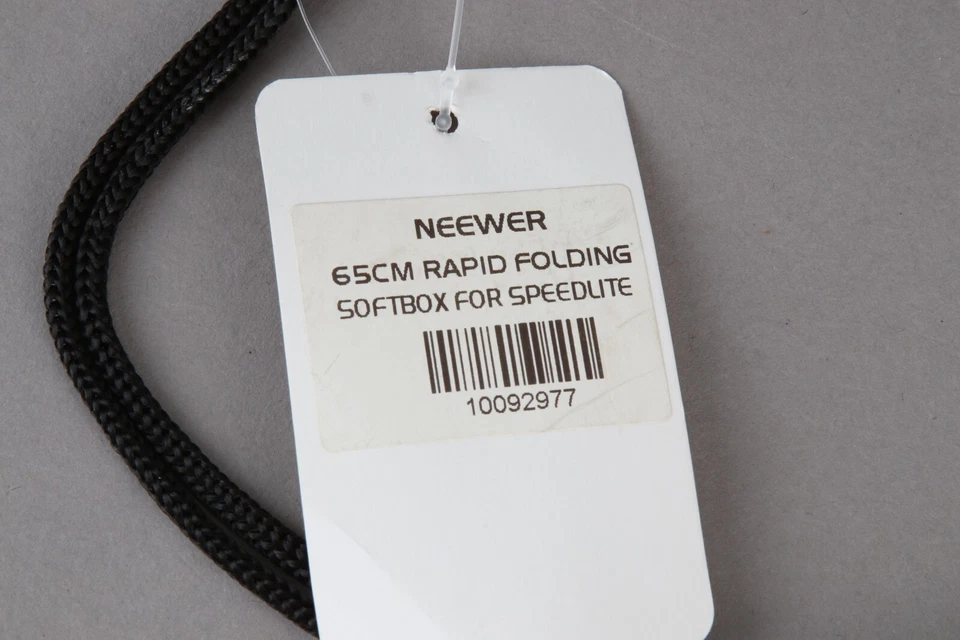 NEEWER
65CM RAPID FOLDING
SOFTBOX FOR SPEEDLITE
10092977